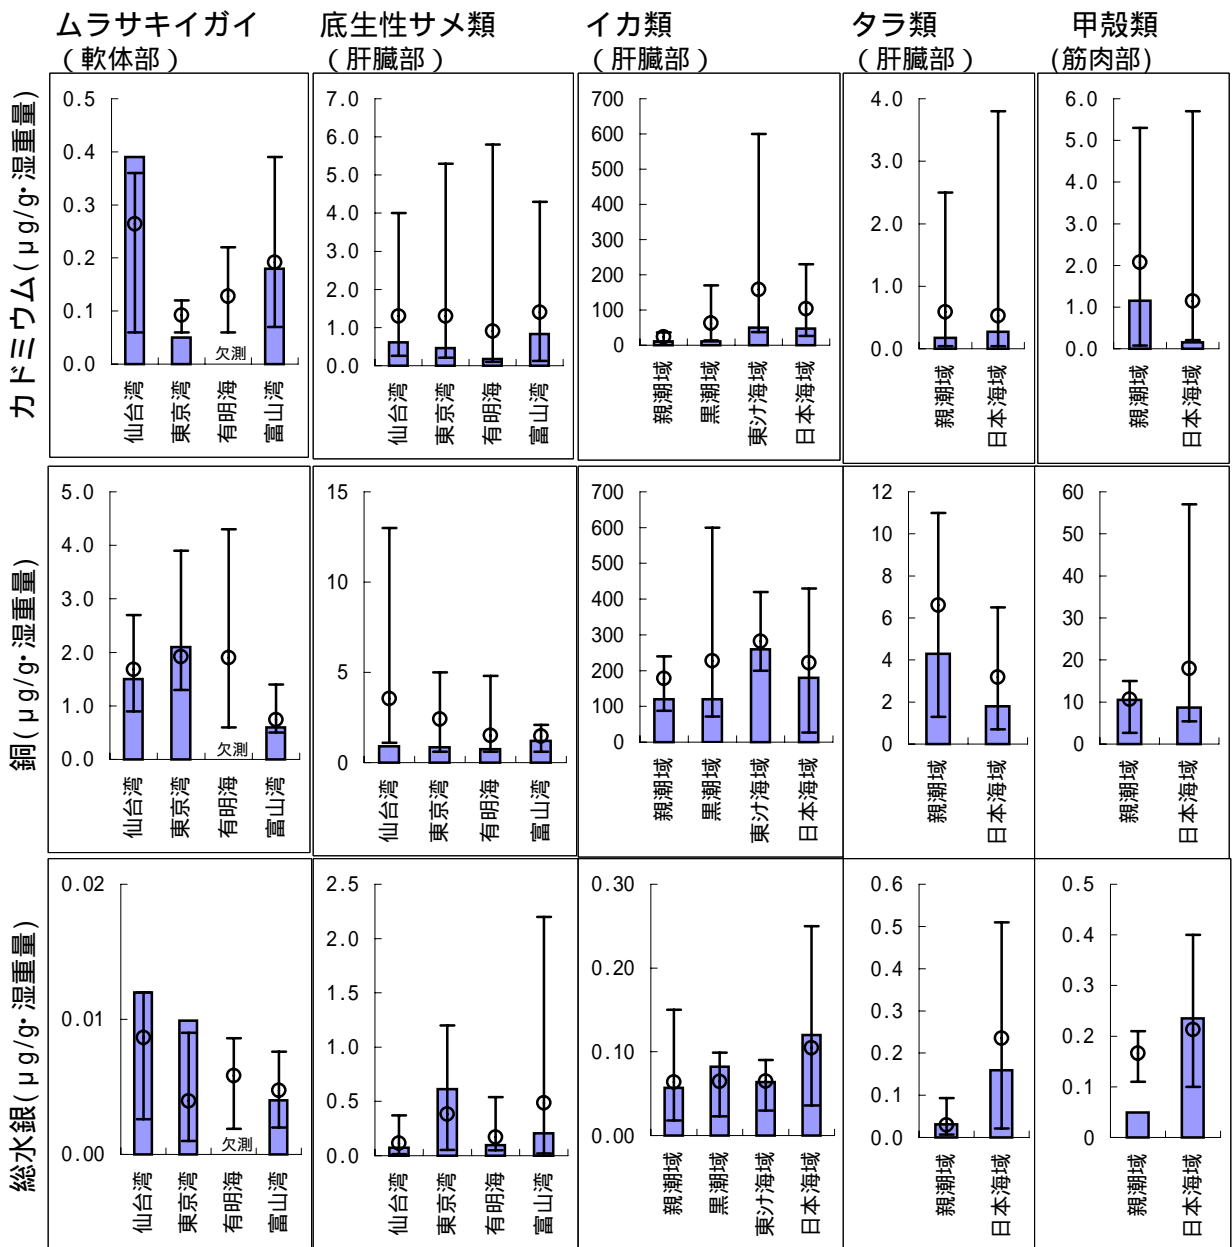 ムラサキイガイ
(軟体部)
底生性サメ類
(肝臓部)
イカ類
(肝臓部)
タラ類
(肝臓部)
甲殻類
(筋肉部)
カドミウム(μg/g・湿重量)
0.5
0.4
0.3
0.2
0.1
0.0
欠測
仙台湾
東京湾
有明海
富山湾
7.0
6.0
5.0
4.0
3.0
2.0
1.0
0.0
仙台湾
東京湾
有明海
富山湾
700
600
500
400
300
200
100
0
親潮域
黒潮域
東シナ海域
日本海域
4.0
3.0
2.0
1.0
0.0
親潮域
日本海域
6.0
5.0
4.0
3.0
2.0
1.0
0.0
親潮域
日本海域
銅(μg/g・湿重量)
5.0
4.0
3.0
2.0
1.0
0.0
欠測
仙台湾
東京湾
有明海
富山湾
15
10
5
0
仙台湾
東京湾
有明海
富山湾
700
600
500
400
300
200
100
0
親潮域
黒潮域
東シナ海域
日本海域
12
10
8
6
4
2
0
親潮域
日本海域
60
50
40
30
20
10
0
親潮域
日本海域
総水銀(μg/g・湿重量)
0.02
0.01
0.00
欠測
仙台湾
東京湾
有明海
富山湾
2.5
2.0
1.5
1.0
0.5
0.0
仙台湾
東京湾
有明海
富山湾
0.30
0.20
0.10
0.00
親潮域
黒潮域
東シナ海域
日本海域
0.6
0.5
0.4
0.3
0.2
0.1
0.0
親潮域
日本海域
0.5
0.4
0.3
0.2
0.1
0
親潮域
日本海域